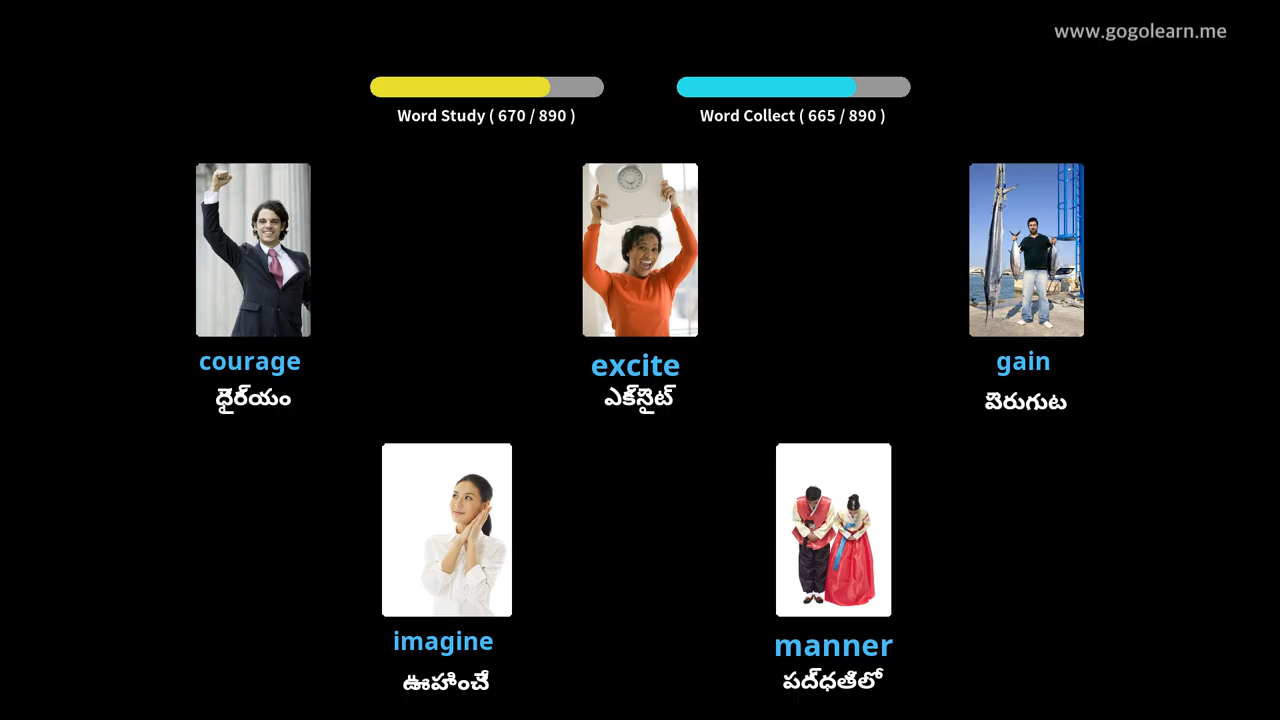 www.gogolearn.me
Word Study ( 670 / 890 )
Word Collect ( 665 / 890 )
courage
ధైర్యం
excite
ఎక్సైట్
gain
పెరుగుట
imagine
ఊహించే
manner
పద్ధతిలో